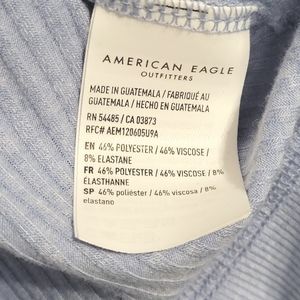 AMERICAN EAGLE
OUTFITTERS
MADE IN GUATEMALA / FABRIQUÉ AU
GUATEMALA / HECHO EN GUATEMALA
RN 54485 / CA 03873
RFC# AEM120605U9A
EN 46% POLYESTER / 46% VISCOSE /
8% ELASTANE
FR 46% POLYESTER / 46% VISCOSE / 8%
ÉLASTHANNE
SP 46% poliéster / 46% viscosa / 8%
elastano